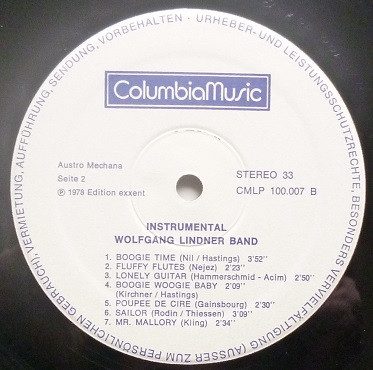 URHEBER- UND LEISTUNGSSCHUTZRECHTE, BESONDERS VERVIELFÄLTIGUNG (AUSSER ZUM PERSÖNLICHEN GEBRAUCH), VERMIETUNG, AUFFÜHRUNG, SENDUNG, VORBEHALTEN -
ColumbiaMusic
Austro Mechana
Seite 2
℗ 1978 Edition exxent
STEREO 33
CMLP 100.007 B
INSTRUMENTAL
WOLFGANG LINDNER BAND
1. BOOGIE TIME (Nil / Hastings) 3'52"
2. FLUFFY FLUTES (Nejez) 2'23"
3. LONELY GUITAR (Hammerschmid - Acim) 2'50"
4. BOOGIE WOOGIE BABY 2'09"
(Kirchner / Hastings)
5. POUPEE DE CIRE (Gainsbourg) 2'30"
6. SAILOR (Rodin / Thiessen) 0'09"
7. MR. MALLORY (Kling) 2'34"